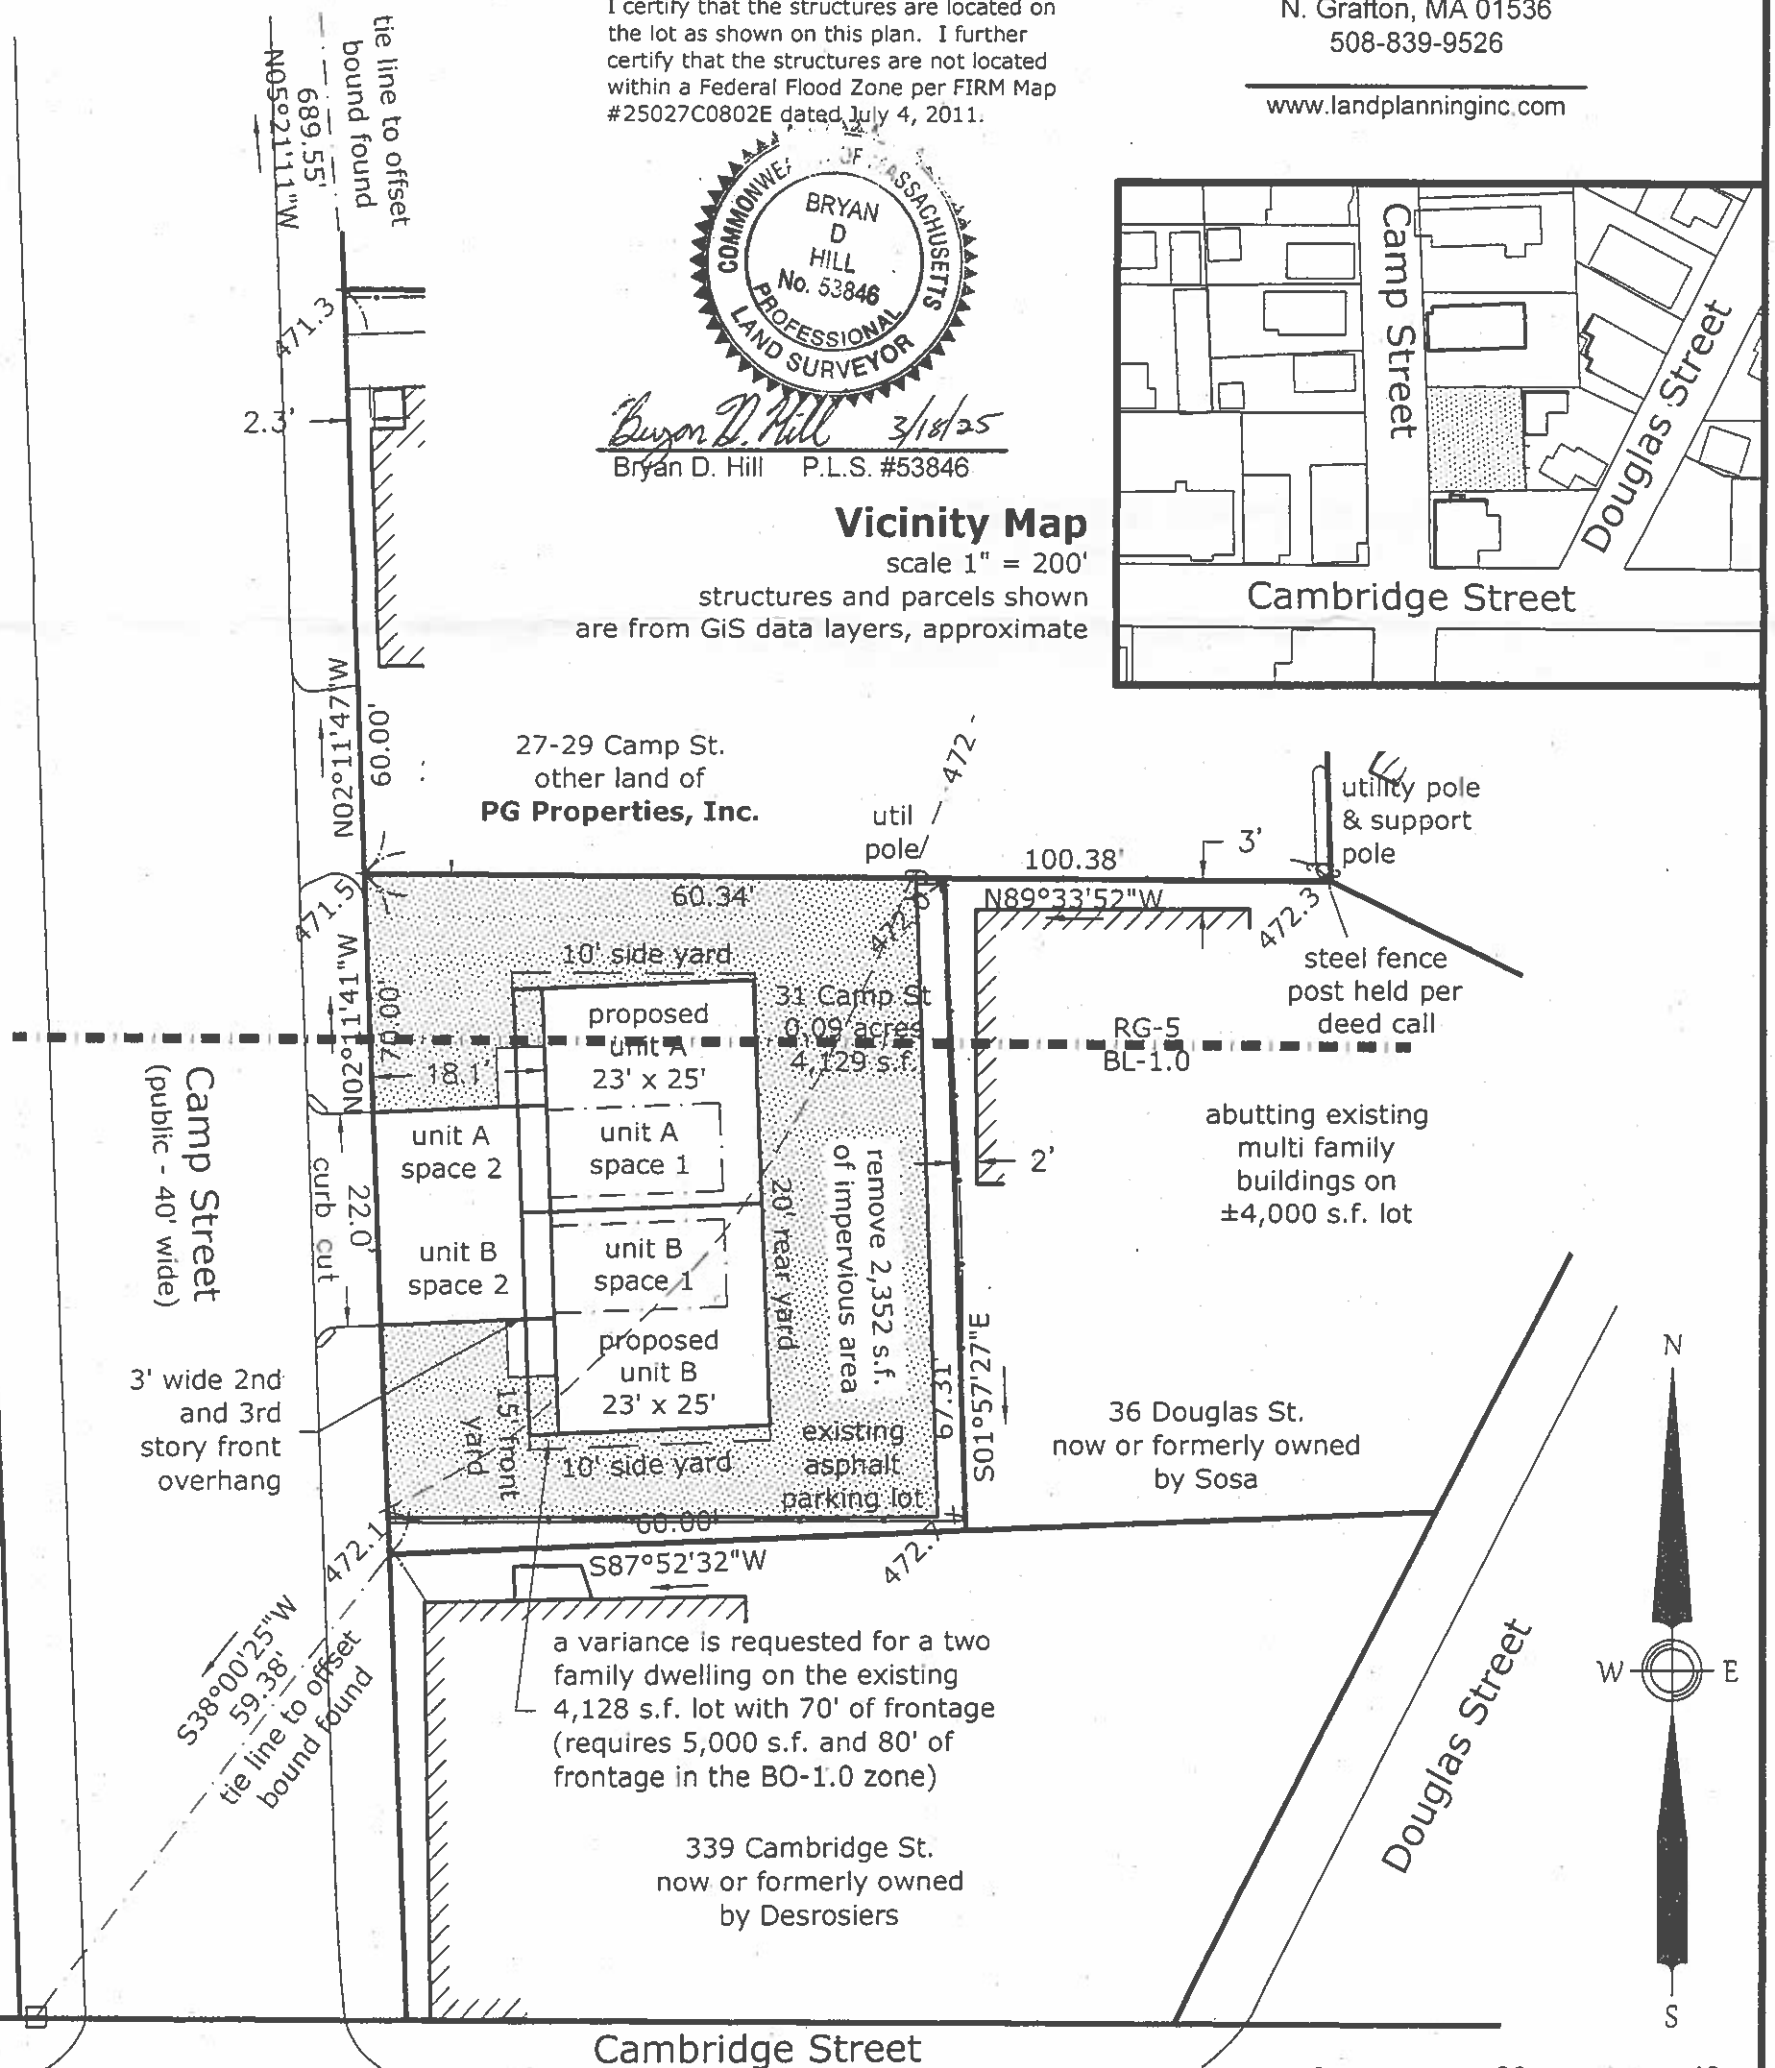 I certify that the structures are located on
the lot as shown on this plan. I further
certify that the structures are not located
within a Federal Flood Zone per FIRM Map
#25027C0802E dated July 4, 2011.
N. Grafton, MA 01536
508-839-9526
www.landplanninginc.com
tie line to offset
bound found
689.55'
N05°21'11"W
OF MASSACHUSETTS
BRYAN
D
HILL
No. 53846
PROFESSIONAL
LAND SURVEYOR
Bryan D. Hill 3/18/25
Bryan D. Hill P.L.S. #53846
Vicinity Map
scale 1" = 200'
structures and parcels shown
are from GiS data layers, approximate
Camp Street
Douglas Street
Cambridge Street
471.3
2.3'
N02°11'47"W
60.00'
27-29 Camp St.
other land of
PG Properties, Inc.
util
pole
472
100.38'
3'
utility pole
& support
pole
E
471.5
60.34'
N89°33'52"W
472.3
steel fence
post held per
deed call
N02°11'41"W
70.00'
10' side yard
proposed
unit A
23' x 25'
31 Camp St
0.09 acres
4,129 s.f.
RG-5
BL-1.0
18.1'
Camp Street
(public - 40' wide)
curb cut
22.0'
unit A
space 2
unit A
space 1
unit B
space 2
unit B
space 1
proposed
unit B
23' x 25'
20' rear yard
remove 2,352 s.f.
of impervious area
2'
abutting existing
multi family
buildings on
±4,000 s.f. lot
3' wide 2nd
and 3rd
story front
overhang
15' front
yard
10' side yard
existing
asphalt
parking lot
67.31'
S01°57'27"E
36 Douglas St.
now or formerly owned
by Sosa
60.00'
472.1
S87°52'32"W
S38°00'25"W
59.38'
tie line to offset
bound found
a variance is requested for a two
family dwelling on the existing
4,128 s.f. lot with 70' of frontage
(requires 5,000 s.f. and 80' of
frontage in the BO-1.0 zone)
339 Cambridge St.
now or formerly owned
by Desrosiers
Douglas Street
N
W
E
S
Cambridge Street